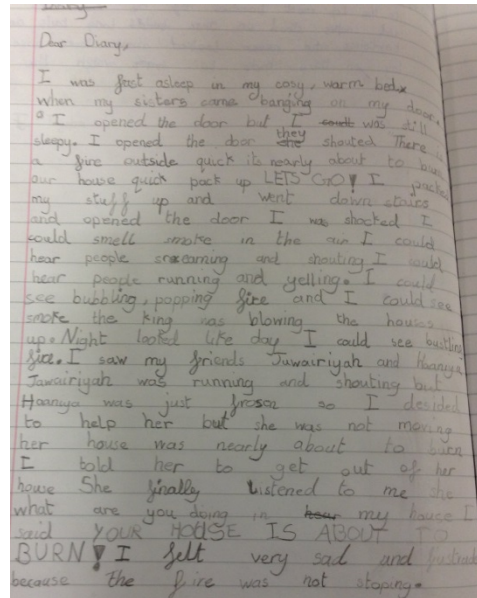 Diary
Dear Diary,
I was fast asleep in my cosy, warm bed
when my sisters came banging on my door.
I opened the door but I was still
sleepy. I opened the door they shouted There is
a fire outside quick its nearly about to burn
our house quick pack up LETS GO! I packed
my stuff up and went down stairs
and opened the door I was shocked I
could smell smoke in the air I could
hear people screaming and shouting I could
hear people running and yelling. I could
see bubbling, popping fire and I could see
smoke the king was blowing the houses
up. Night looked like day I could see bustling
fire. I saw my friends Juwairiyah and Haaniya
Juwairiyah was running and shouting but
Haaniya was just frosen so I decided
to help her but she was not moving
her house was nearly about to burn
I told her to get out of her
house She finally Listened to me she
what are you doing in my house I
said YOUR HOUSE IS ABOUT TO
BURN! I felt very sad and
because the fire was not stoping.